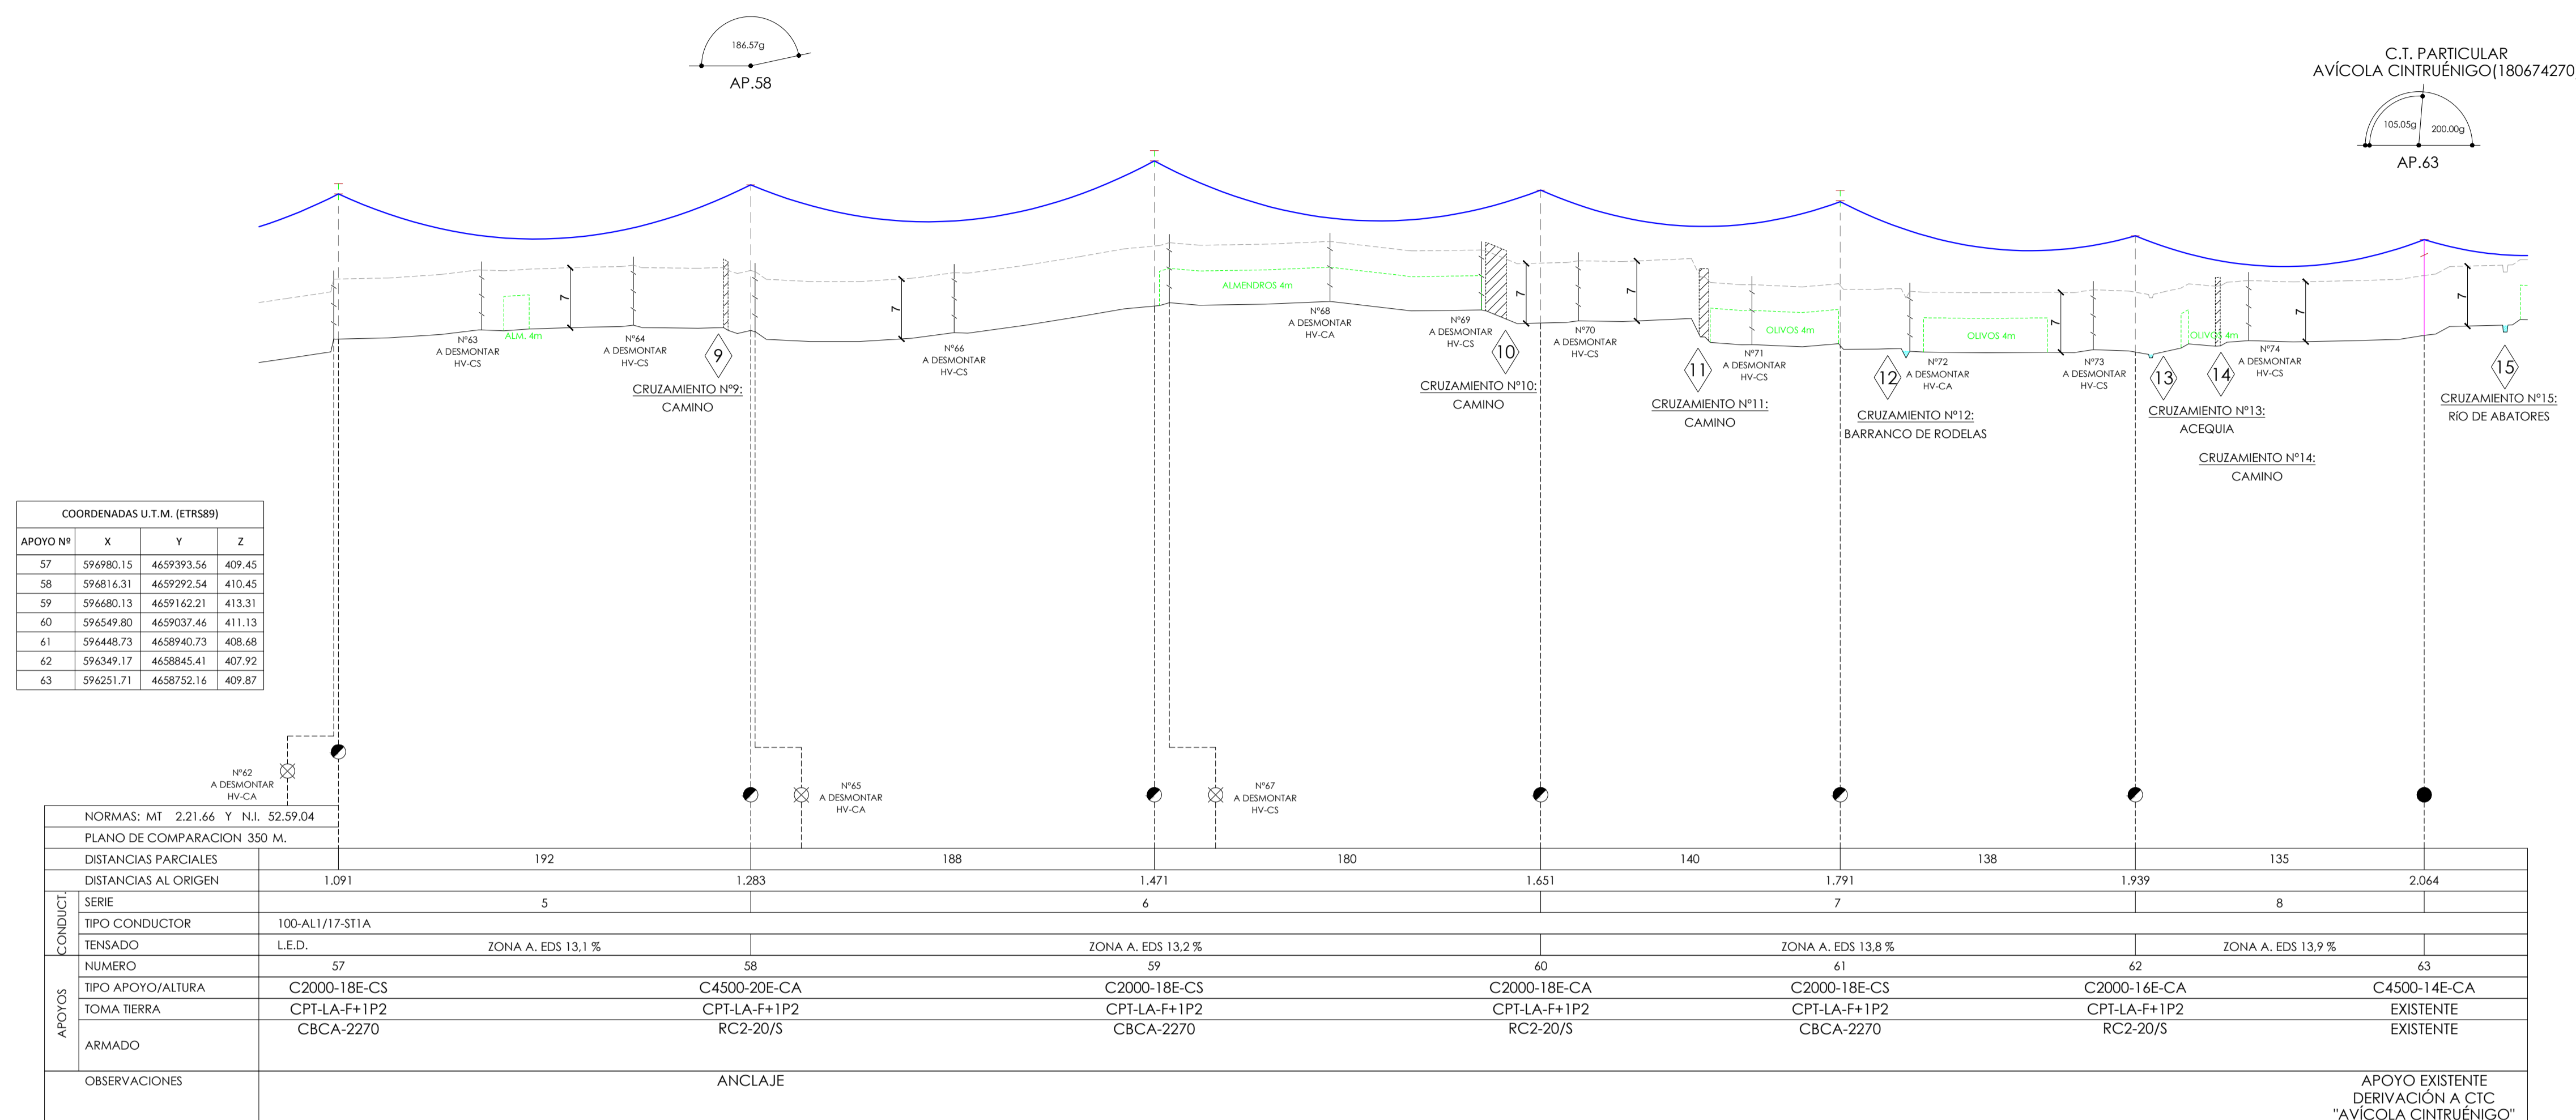 186.57g
AP.58
C.T. PARTICULAR
AVÍCOLA CINTRUÉNIGO(180674270
105.05g 200.00g
AP.63
7
7
7
7
7
7
7
ALM. 4m
ALMENDROS 4m
OLIVOS 4m
OLIVOS 4m
OLIVOS 4m
Nº63
A DESMONTAR
HV-CS
Nº64
A DESMONTAR
HV-CS
9
CRUZAMIENTO Nº9:
CAMINO
Nº66
A DESMONTAR
HV-CS
Nº68
A DESMONTAR
HV-CA
Nº69
A DESMONTAR
HV-CS
10
CRUZAMIENTO Nº10:
CAMINO
Nº70
A DESMONTAR
HV-CS
11
CRUZAMIENTO Nº11:
CAMINO
Nº71
A DESMONTAR
HV-CS
12
CRUZAMIENTO Nº12:
BARRANCO DE RODELAS
Nº72
A DESMONTAR
HV-CA
Nº73
A DESMONTAR
HV-CS
13
CRUZAMIENTO Nº13:
ACEQUIA
14
CRUZAMIENTO Nº14:
CAMINO
Nº74
A DESMONTAR
HV-CS
15
CRUZAMIENTO Nº15:
RíO DE ABATORES
COORDENADAS U.T.M. (ETRS89)
APOYO Nº X Y Z
57 596980.15 4659393.56 409.45
58 596816.31 4659292.54 410.45
59 596680.13 4659162.21 413.31
60 596549.80 4659037.46 411.13
61 596448.73 4658940.73 408.68
62 596349.17 4658845.41 407.92
63 596251.71 4658752.16 409.87
Nº62
A DESMONTAR
HV-CA
Nº65
A DESMONTAR
HV-CA
Nº67
A DESMONTAR
HV-CS
NORMAS: MT 2.21.66 Y N.I. 52.59.04
PLANO DE COMPARACION 350 M.
DISTANCIAS PARCIALES 192 188 180 140 138 135
DISTANCIAS AL ORIGEN 1.091 1.283 1.471 1.651 1.791 1.939 2.064
CONDUCT.
SERIE 5 6 7 8
TIPO CONDUCTOR 100-AL1/17-ST1A
TENSADO L.E.D. ZONA A. EDS 13,1 % ZONA A. EDS 13,2 % ZONA A. EDS 13,8 % ZONA A. EDS 13,9 %
APOYOS
NUMERO 57 58 59 60 61 62 63
TIPO APOYO/ALTURA C2000-18E-CS C4500-20E-CA C2000-18E-CS C2000-18E-CA C2000-18E-CS C2000-16E-CA C4500-14E-CA
TOMA TIERRA CPT-LA-F+1P2 CPT-LA-F+1P2 CPT-LA-F+1P2 CPT-LA-F+1P2 CPT-LA-F+1P2 CPT-LA-F+1P2 EXISTENTE
ARMADO CBCA-2270 RC2-20/S CBCA-2270 RC2-20/S CBCA-2270 RC2-20/S EXISTENTE
OBSERVACIONES ANCLAJE APOYO EXISTENTE
DERIVACIÓN A CTC
"AVÍCOLA CINTRUÉNIGO"